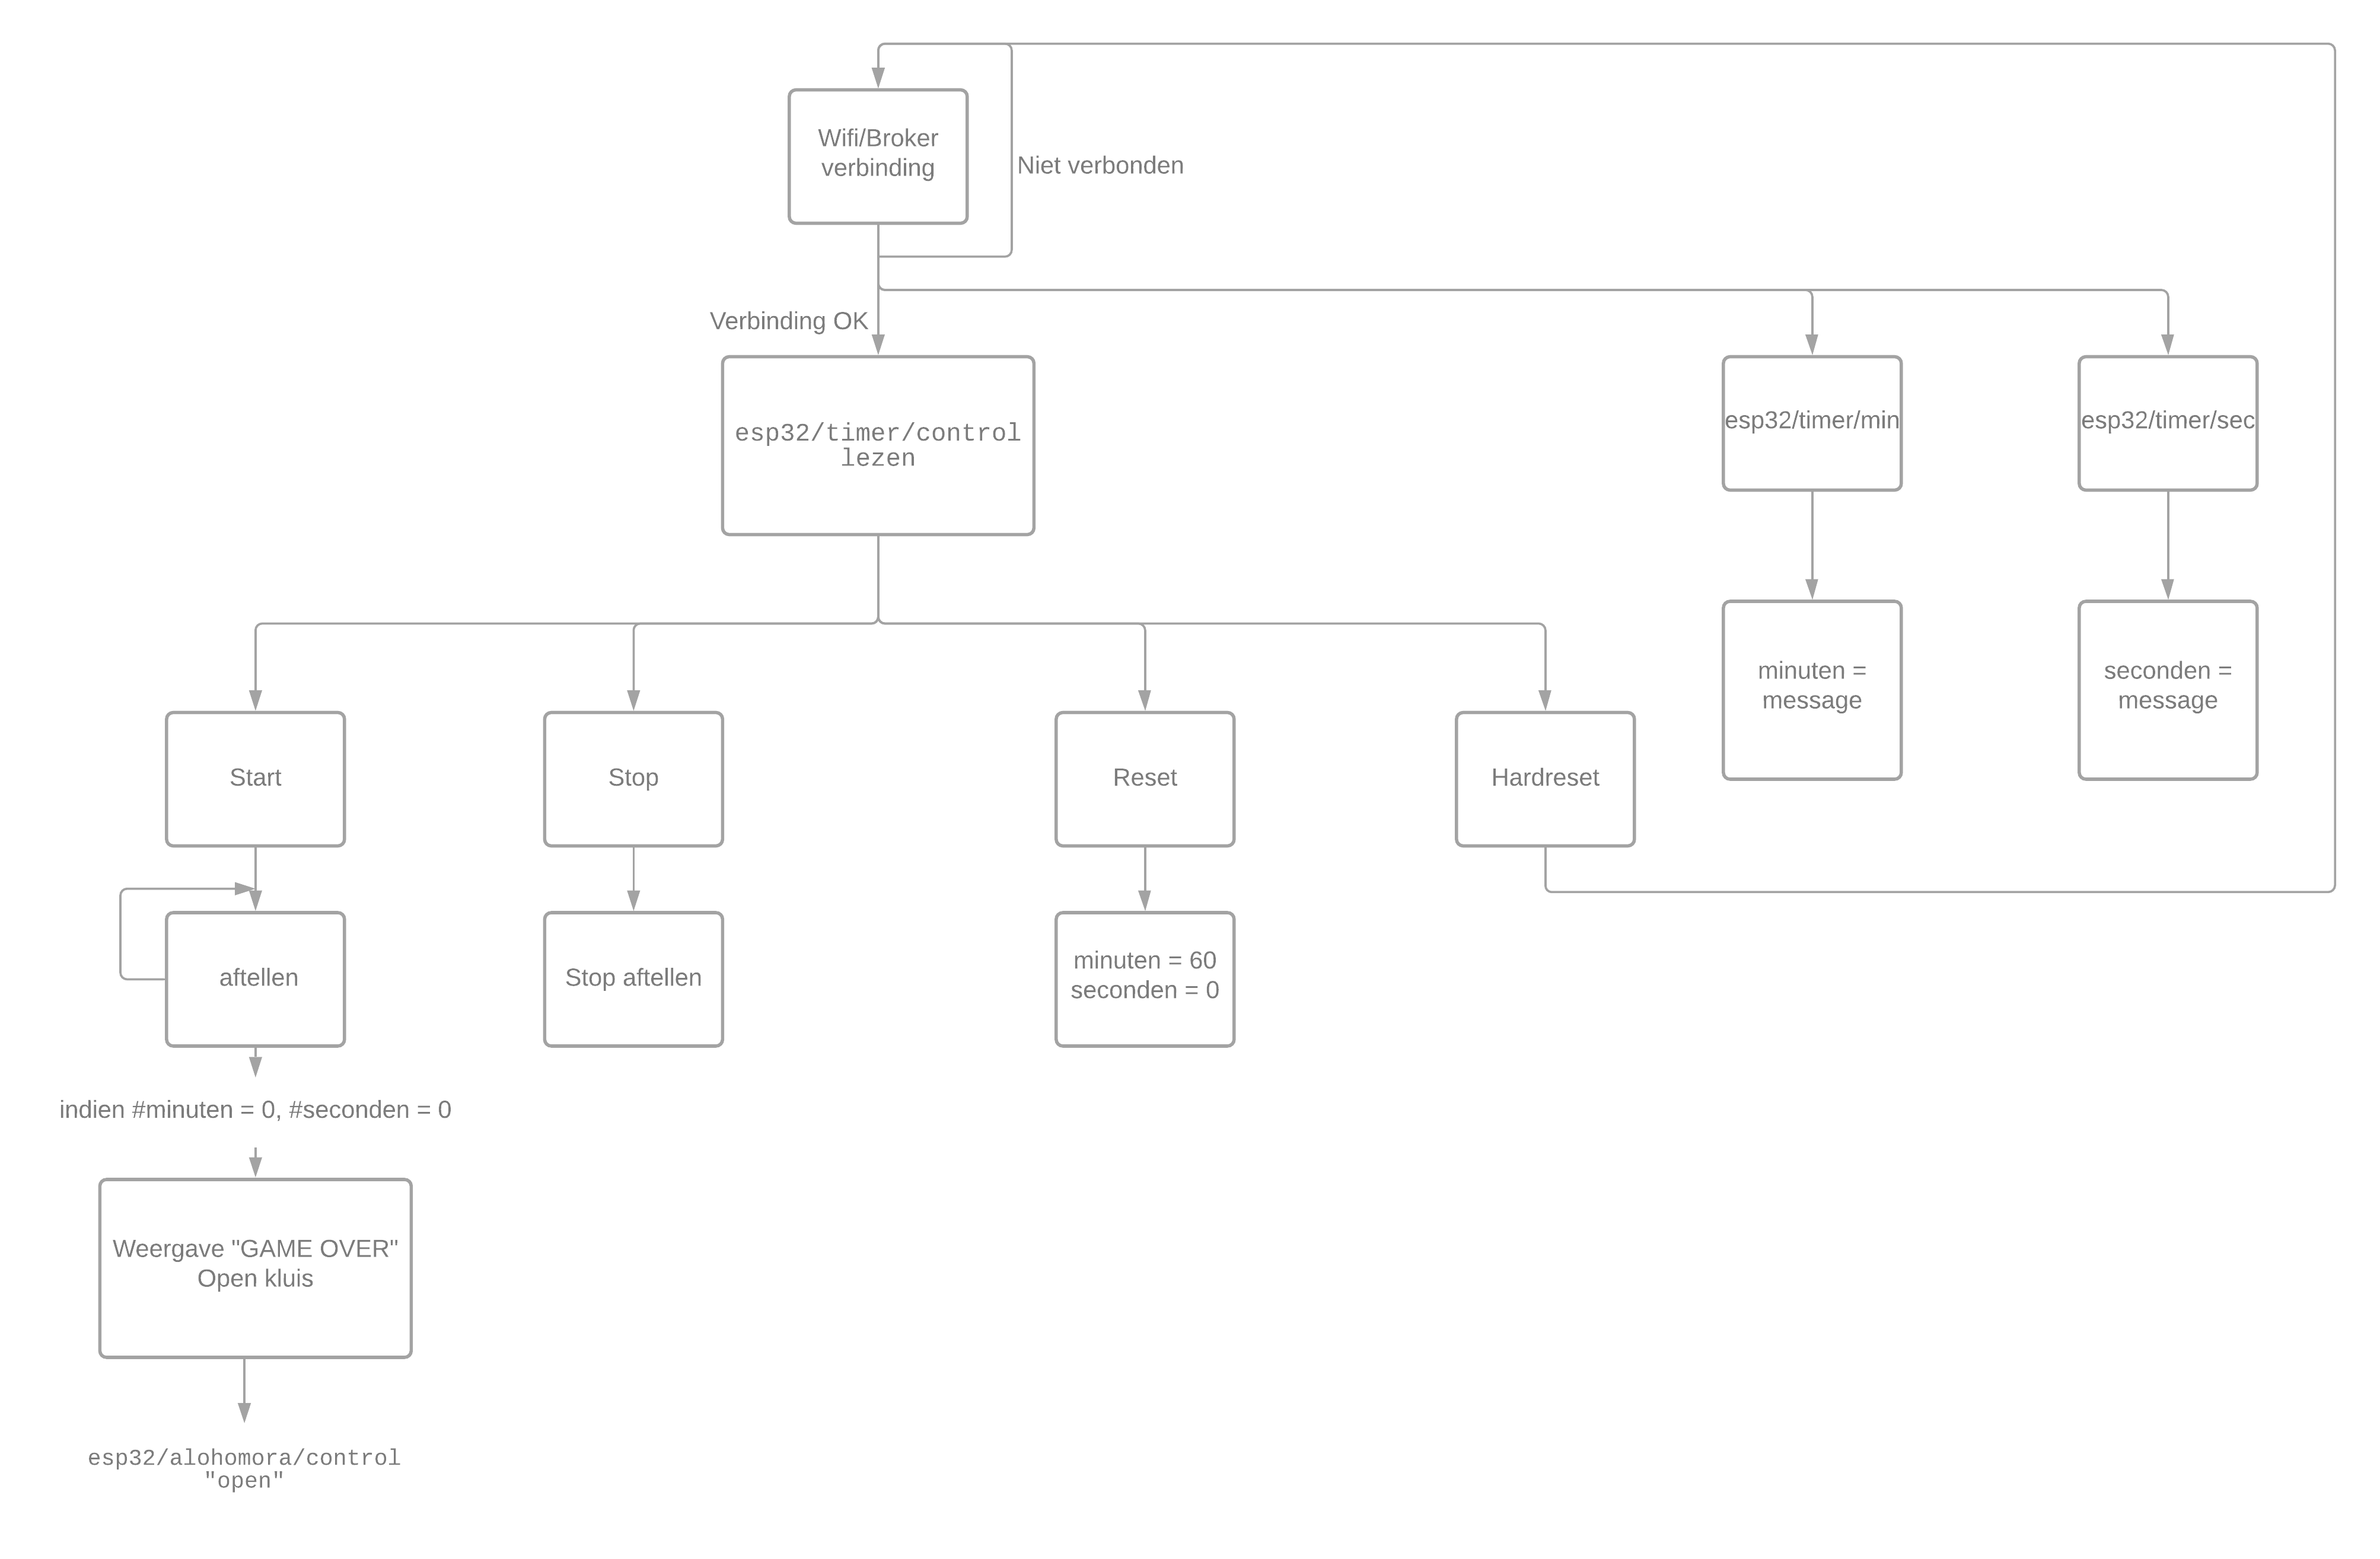 Wifi/Broker
verbinding
Niet verbonden
Verbinding OK
esp32/timer/control
lezen
esp32/timer/min
esp32/timer/sec
minuten =
message
seconden =
message
Start
Stop
Reset
Hardreset
aftellen
Stop aftellen
minuten = 60
seconden = 0
indien #minuten = 0, #seconden = 0
Weergave "GAME OVER"
Open kluis
esp32/alohomora/control
"open"